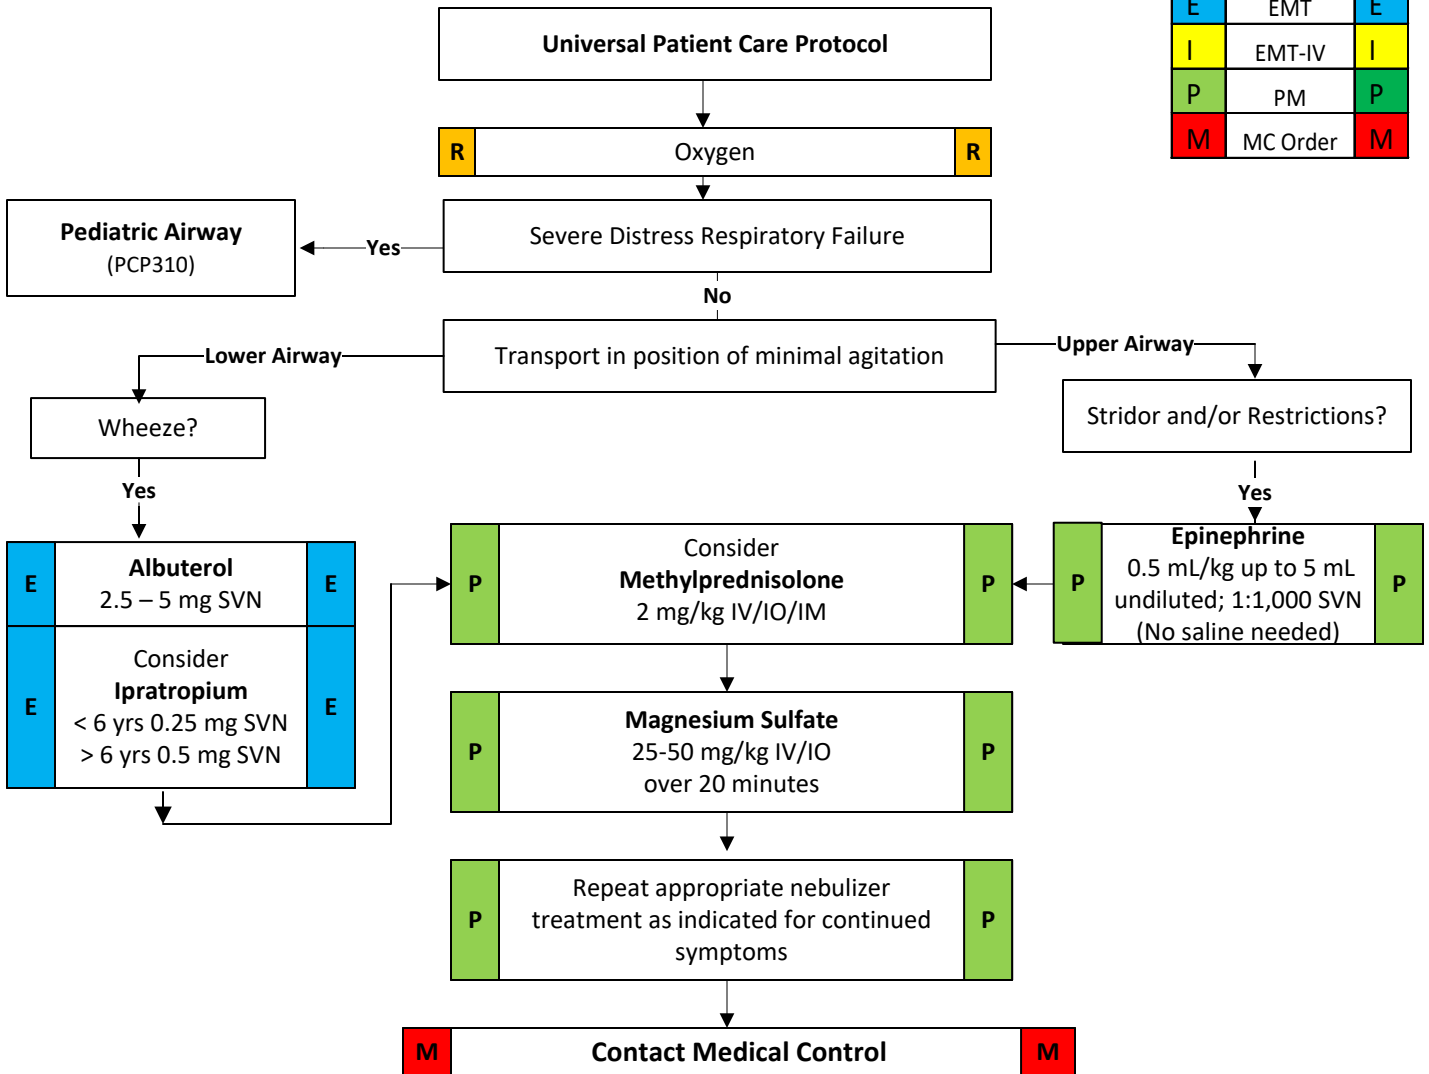 E EMT E
I EMT-IV I
P PM P
M MC Order M
Universal Patient Care Protocol
R Oxygen R
Pediatric Airway
(PCP310)
Yes
Severe Distress Respiratory Failure
No
Lower Airway
Transport in position of minimal agitation
Upper Airway
Wheeze?
Stridor and/or Restrictions?
Yes
Yes
E Albuterol E
2.5 – 5 mg SVN
Consider
E Ipratropium E
< 6 yrs 0.25 mg SVN
> 6 yrs 0.5 mg SVN
Consider
P Methylprednisolone P
2 mg/kg IV/IO/IM
Epinephrine
P 0.5 mL/kg up to 5 mL P
undiluted; 1:1,000 SVN
(No saline needed)
Magnesium Sulfate
P 25-50 mg/kg IV/IO P
over 20 minutes
Repeat appropriate nebulizer
P treatment as indicated for continued P
symptoms
M Contact Medical Control M